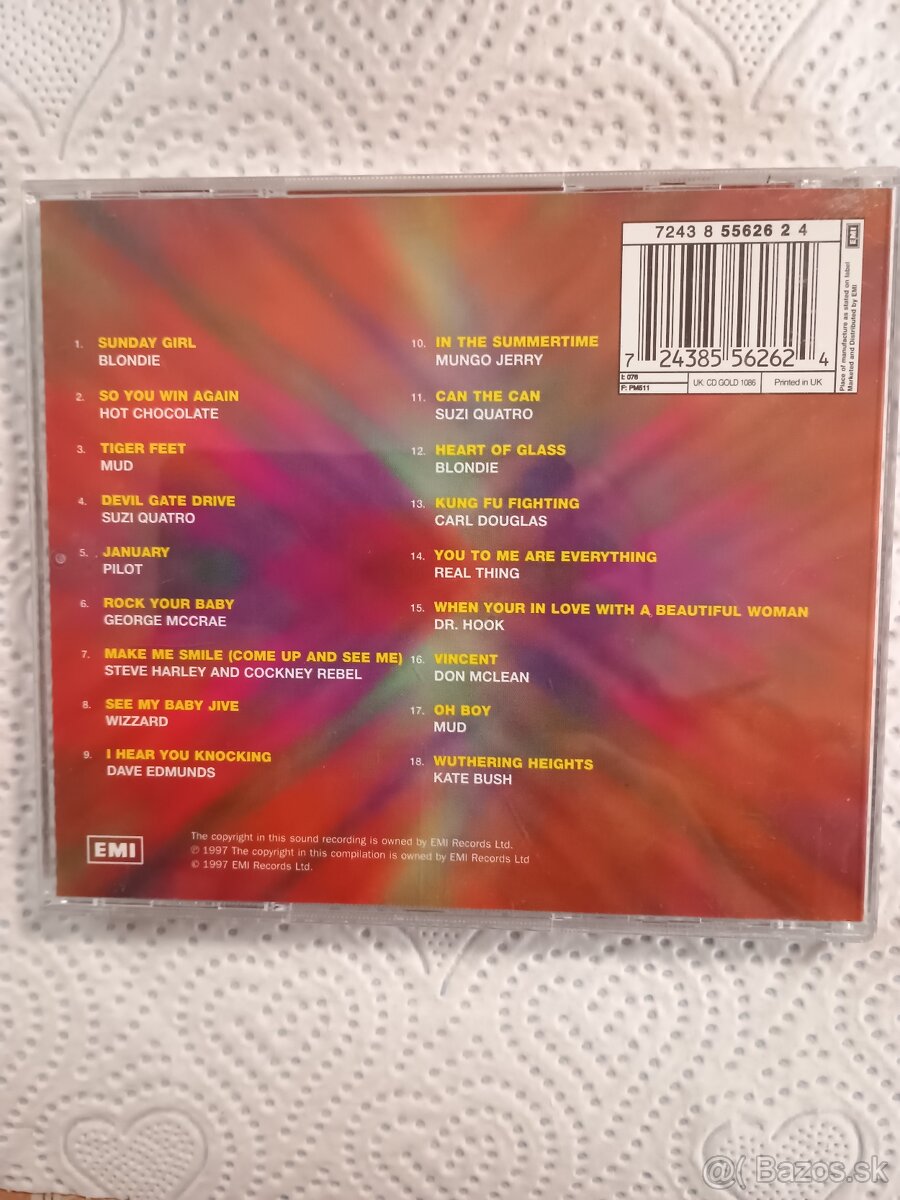 7243 8 55626 2 4
EMI
Place of manufacture as stated on label
Marketed and Distributed by EMI
7 24385 56262 4
£: 076
F: PM511
UK: CD GOLD 1086
Printed in UK
1. SUNDAY GIRL
BLONDIE
2. SO YOU WIN AGAIN
HOT CHOCOLATE
3. TIGER FEET
MUD
4. DEVIL GATE DRIVE
SUZI QUATRO
5. JANUARY
PILOT
6. ROCK YOUR BABY
GEORGE MCCRAE
7. MAKE ME SMILE (COME UP AND SEE ME)
STEVE HARLEY AND COCKNEY REBEL
8. SEE MY BABY JIVE
WIZZARD
9. I HEAR YOU KNOCKING
DAVE EDMUNDS
10. IN THE SUMMERTIME
MUNGO JERRY
11. CAN THE CAN
SUZI QUATRO
12. HEART OF GLASS
BLONDIE
13. KUNG FU FIGHTING
CARL DOUGLAS
14. YOU TO ME ARE EVERYTHING
REAL THING
15. WHEN YOUR IN LOVE WITH A BEAUTIFUL WOMAN
DR. HOOK
16. VINCENT
DON MCLEAN
17. OH BOY
MUD
18. WUTHERING HEIGHTS
KATE BUSH
EMI
The copyright in this sound recording is owned by EMI Records Ltd.
℗ 1997 The copyright in this compilation is owned by EMI Records Ltd
© 1997 EMI Records Ltd.
@( Bazos.sk